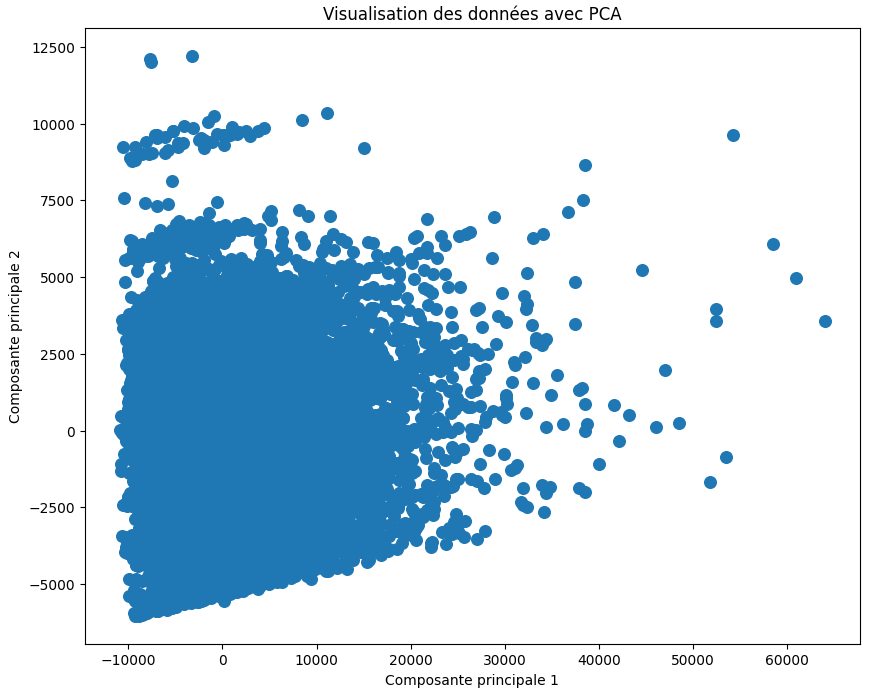 Visualisation des données avec PCA
12500
10000
7500
5000
2500
0
−2500
−5000
Composante principale 2
−10000 0 10000 20000 30000 40000 50000 60000
Composante principale 1